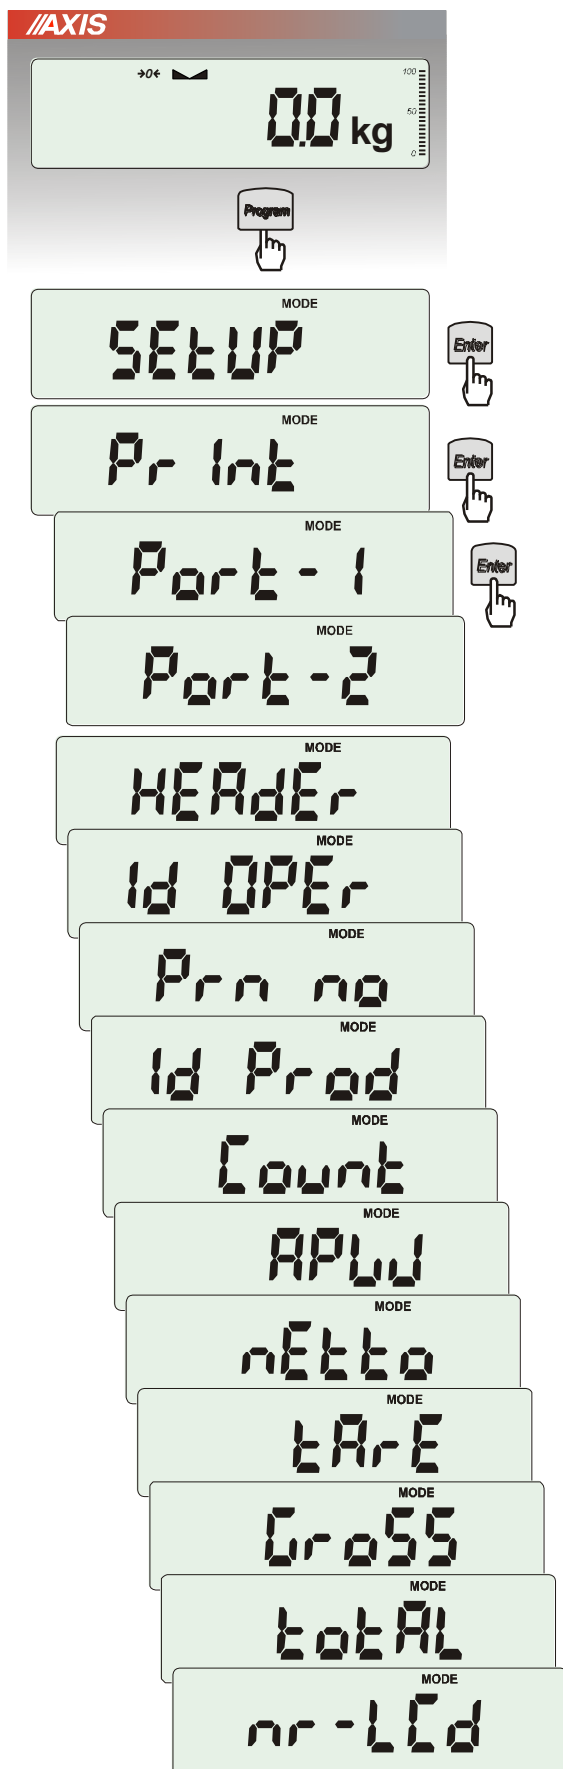 AXIS
→0← 100
50
0.0 kg
0
Program
MODE
SEtUP
Enter
MODE
Print
Enter
MODE
Port-1
Enter
MODE
Port-2
MODE
HEAdEr
MODE
Id OPEr
MODE
Prn no
MODE
Id Prod
MODE
Count
MODE
APW
MODE
nEtto
MODE
tArE
MODE
GroSS
MODE
totAL
MODE
nr-LCd